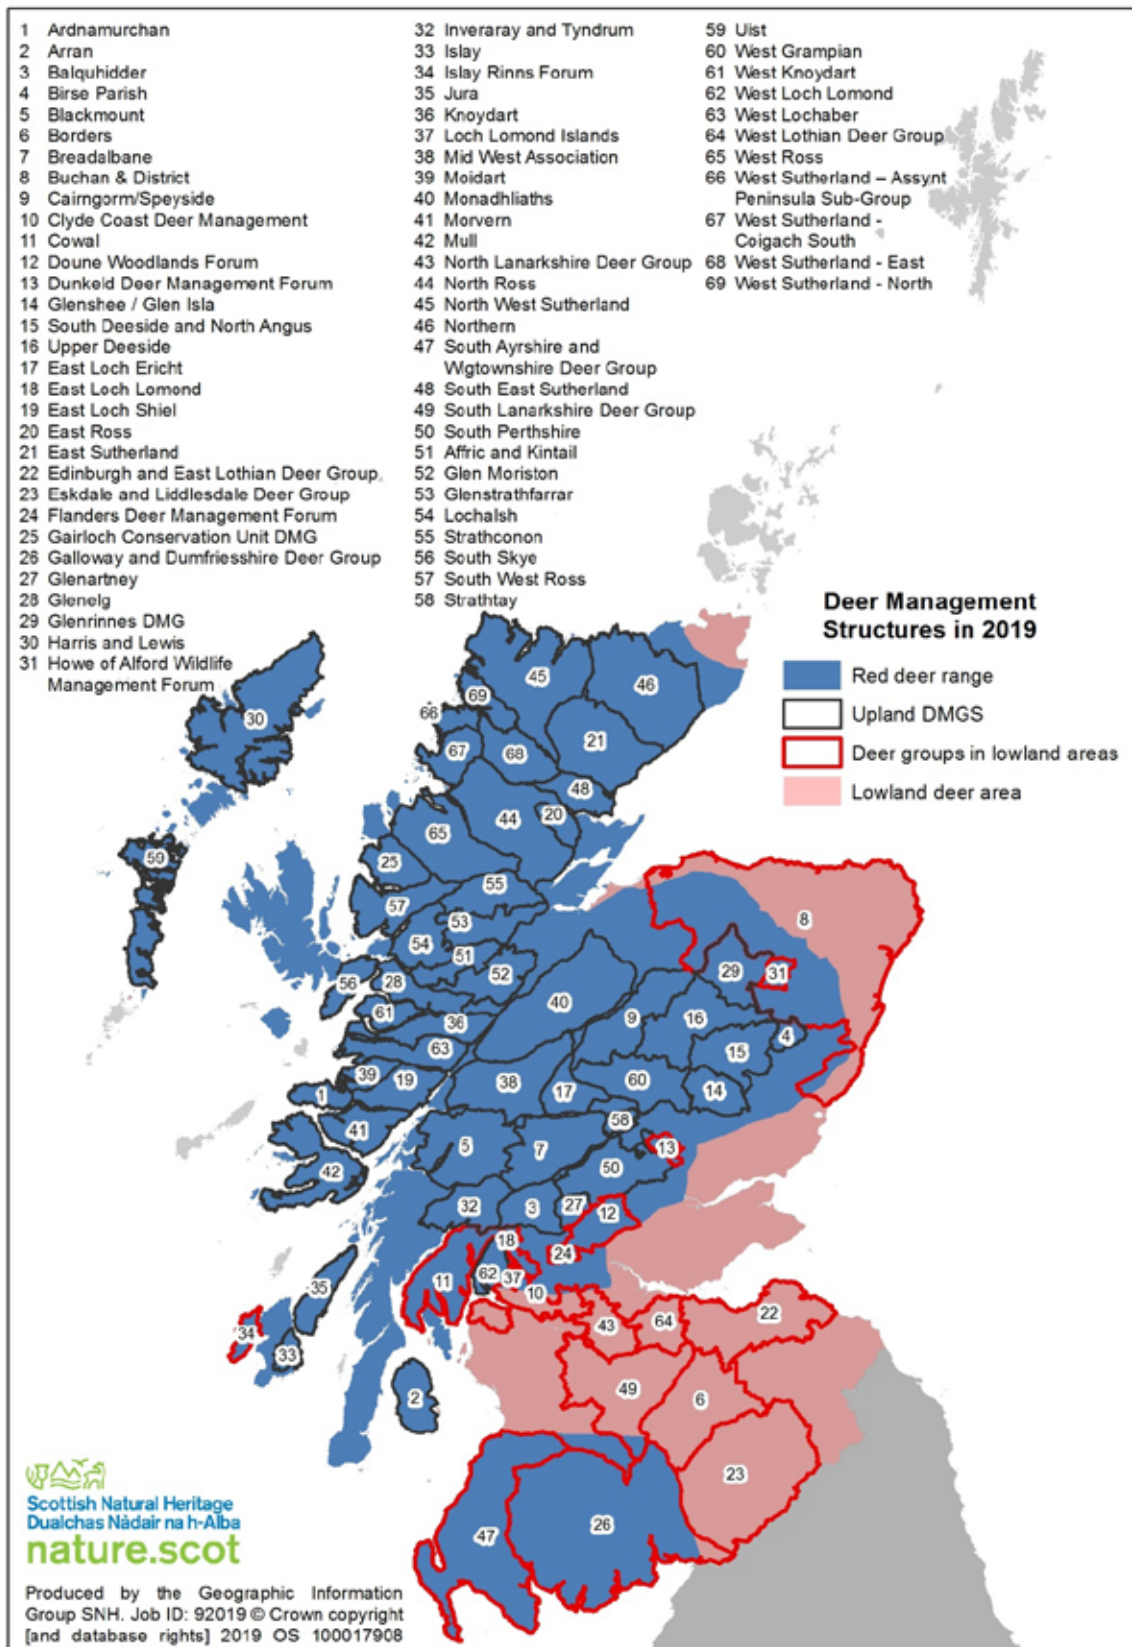 1 Ardnamurchan
2 Arran
3 Balquhidder
4 Birse Parish
5 Blackmount
6 Borders
7 Breadalbane
8 Buchan & District
9 Cairngorm/Speyside
10 Clyde Coast Deer Management
11 Cowal
12 Doune Woodlands Forum
13 Dunkeld Deer Management Forum
14 Glenshee / Glen Isla
15 South Deeside and North Angus
16 Upper Deeside
17 East Loch Ericht
18 East Loch Lomond
19 East Loch Shiel
20 East Ross
21 East Sutherland
22 Edinburgh and East Lothian Deer Group
23 Eskdale and Liddlesdale Deer Group
24 Flanders Deer Management Forum
25 Gairloch Conservation Unit DMG
26 Galloway and Dumfriesshire Deer Group
27 Glenartney
28 Glenelg
29 Glenrinnes DMG
30 Harris and Lewis
31 Howe of Alford Wildlife
Management Forum
32 Inveraray and Tyndrum
33 Islay
34 Islay Rinns Forum
35 Jura
36 Knoydart
37 Loch Lomond Islands
38 Mid West Association
39 Moidart
40 Monadhliaths
41 Morvern
42 Mull
43 North Lanarkshire Deer Group
44 North Ross
45 North West Sutherland
46 Northern
47 South Ayrshire and
Wigtownshire Deer Group
48 South East Sutherland
49 South Lanarkshire Deer Group
50 South Perthshire
51 Affric and Kintail
52 Glen Moriston
53 Glenstrathfarrar
54 Lochalsh
55 Strathconon
56 South Skye
57 South West Ross
58 Strathtay
59 Uist
60 West Grampian
61 West Knoydart
62 West Loch Lomond
63 West Lochaber
64 West Lothian Deer Group
65 West Ross
66 West Sutherland – Assynt
Peninsula Sub-Group
67 West Sutherland -
Coigach South
68 West Sutherland - East
69 West Sutherland - North
Deer Management
Structures in 2019
Red deer range
Upland DMGS
Deer groups in lowland areas
Lowland deer area
45
46
69
66
30
67
68
21
48
44
20
65
59
25
55
57
53
54
51
8
29
31
52
56
28
40
61
36
9
16
4
63
15
39
19
38
17
60
14
1
58
41
5
7
13
50
42
32
3
27
12
18
24
11
62
37
10
35
22
34
43
64
33
49
2
6
23
47
26
Scottish Natural Heritage
Dualchas Nàdair na h-Alba
nature.scot
Produced by the Geographic Information
Group SNH. Job ID: 92019 © Crown copyright
[and database rights] 2019 OS 100017908